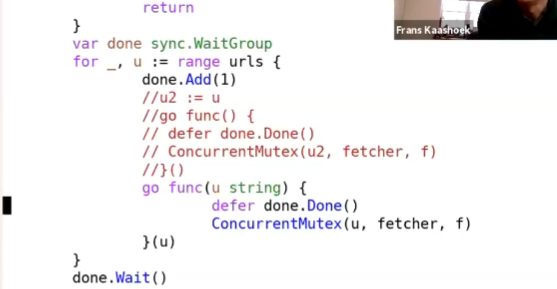 return
}
var done sync.WaitGroup
for _, u := range urls {
done.Add(1)
//u2 := u
//go func() {
// defer done.Done()
// ConcurrentMutex(u2, fetcher, f)
//}()
go func(u string) {
defer done.Done()
ConcurrentMutex(u, fetcher, f)
}(u)
}
done.Wait()
Frans Kaashoek